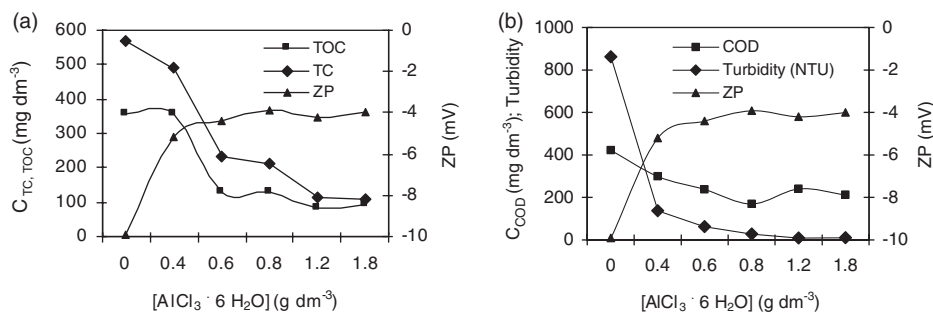 (a)
600
500
400
300
200
100
0
C_TC, TOC (mg dm⁻³)
TOC
TC
ZP
0
-2
-4
-6
-8
-10
ZP (mV)
0 0.4 0.6 0.8 1.2 1.8
[AlCl₃ · 6 H₂O] (g dm⁻³)
(b)
1000
800
600
400
200
0
C_COD (mg dm⁻³); Turbidity
COD
Turbidity (NTU)
ZP
0
-2
-4
-6
-8
-10
ZP (mV)
0 0.4 0.6 0.8 1.2 1.8
[AlCl₃ · 6 H₂O] (g dm⁻³)